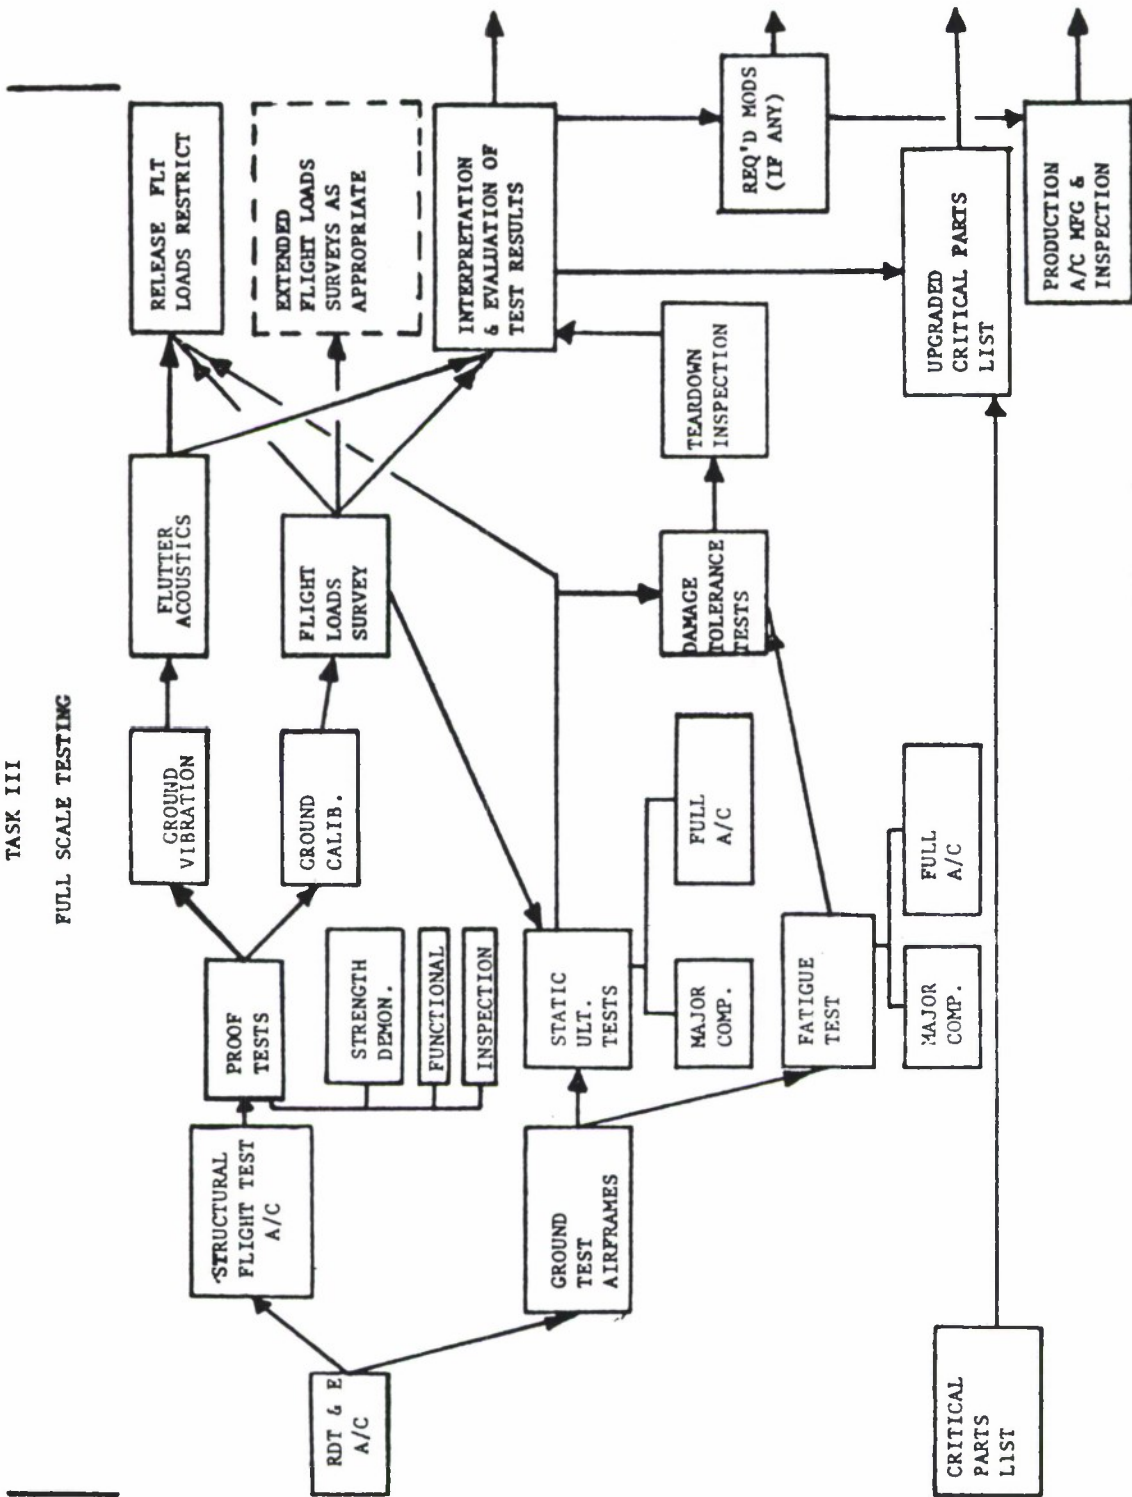 TASK III
FULL SCALE TESTING
RDT & E
A/C
STRUCTURAL
FLIGHT TEST
A/C
GROUND
TEST
AIRFRAMES
CRITICAL
PARTS
LIST
PROOF
TESTS
STRENGTH
DEMON.
FUNCTIONAL
INSPECTION
STATIC
ULT.
TESTS
MAJOR
COMP.
FULL
A/C
FATIGUE
TEST
MAJOR
COMP.
FULL
A/C
GROUND
VIBRATION
GROUND
CALIB.
FLUTTER
ACOUSTICS
FLIGHT
LOADS
SURVEY
DAMAGE
TOLERANCE
TESTS
TEARDOWN
INSPECTION
RELEASE FLT
LOADS RESTRICT
EXTENDED
FLIGHT LOADS
SURVEYS AS
APPROPRIATE
INTERPRETATION
& EVALUATION OF
TEST RESULTS
REQ'D MODS
(IF ANY)
UPGRADED
CRITICAL PARTS
LIST
PRODUCTION
A/C MFG &
INSPECTION